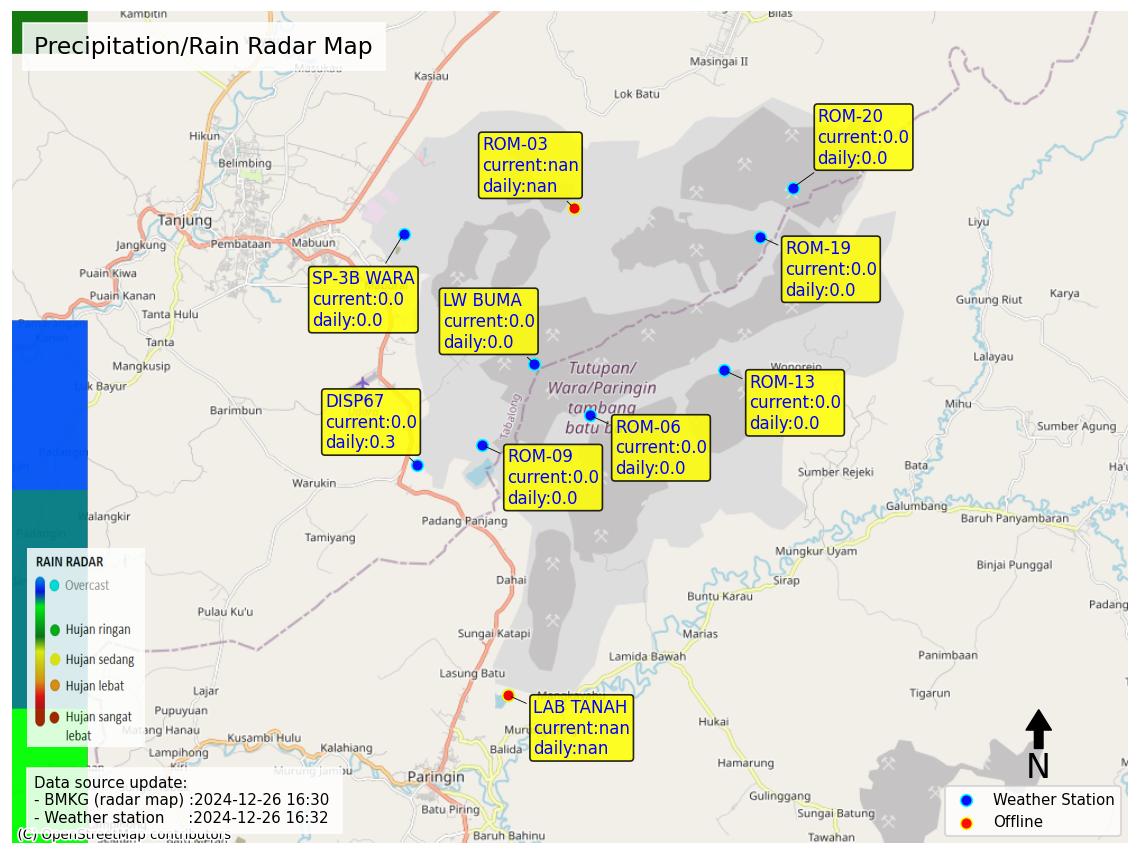 Kambitin
Bilas
Precipitation/Rain Radar Map
Masingai II
Kasiau
Lok Batu
ROM-20
current:0.0
daily:0.0
Hikun
ROM-03
current:nan
daily:nan
Belimbing
Tanjung
Liyu
Jangkung
Pembataan
Mabuun
ROM-19
current:0.0
daily:0.0
Puain Kiwa
SP-3B WARA
current:0.0
daily:0.0
Puain Kanan
LW BUMA
current:0.0
daily:0.0
Gunung Riut
Karya
Tanta Hulu
Tanta
Lalayau
Mangkusip
Tutupan/
Wara/Paringin
tambang
batu b
Wonorejo
ROM-13
current:0.0
daily:0.0
Luk Bayur
DISP67
current:0.0
daily:0.3
Tabalong
Barimbun
Mihu
ROM-06
current:0.0
daily:0.0
Sumber Agung
ROM-09
current:0.0
daily:0.0
Bata
Sumber Rejeki
Warukin
Galumbang
Walangkir
Padang Panjang
Baruh Panyambaran
Tamiyang
Mungkur Uyam
Binjai Punggal
RAIN RADAR
Overcast
Hujan ringan
Hujan sedang
Hujan lebat
Hujan sangat
lebat
Dahai
Sirap
Buntu Karau
Padang
Pulau Ku'u
Sungai Katapi
Marias
Lamida Bawah
Panimbaan
Lasung Batu
Lajar
Tigarun
Pupuyuan
LAB TANAH
current:nan
daily:nan
Hukai
Matang Hanau
Kusambi Hulu
Lampihong
Kalahiang
Balida
Hamarung
N
Murung Jambu
Paringin
Data source update:
- BMKG (radar map) :2024-12-26 16:30
- Weather station :2024-12-26 16:32
Gulinggang
Weather Station
Offline
Batu Piring
Sungai Batung
(C) OpenStreetMap contributors
Baruh Bahinu
Tawahan